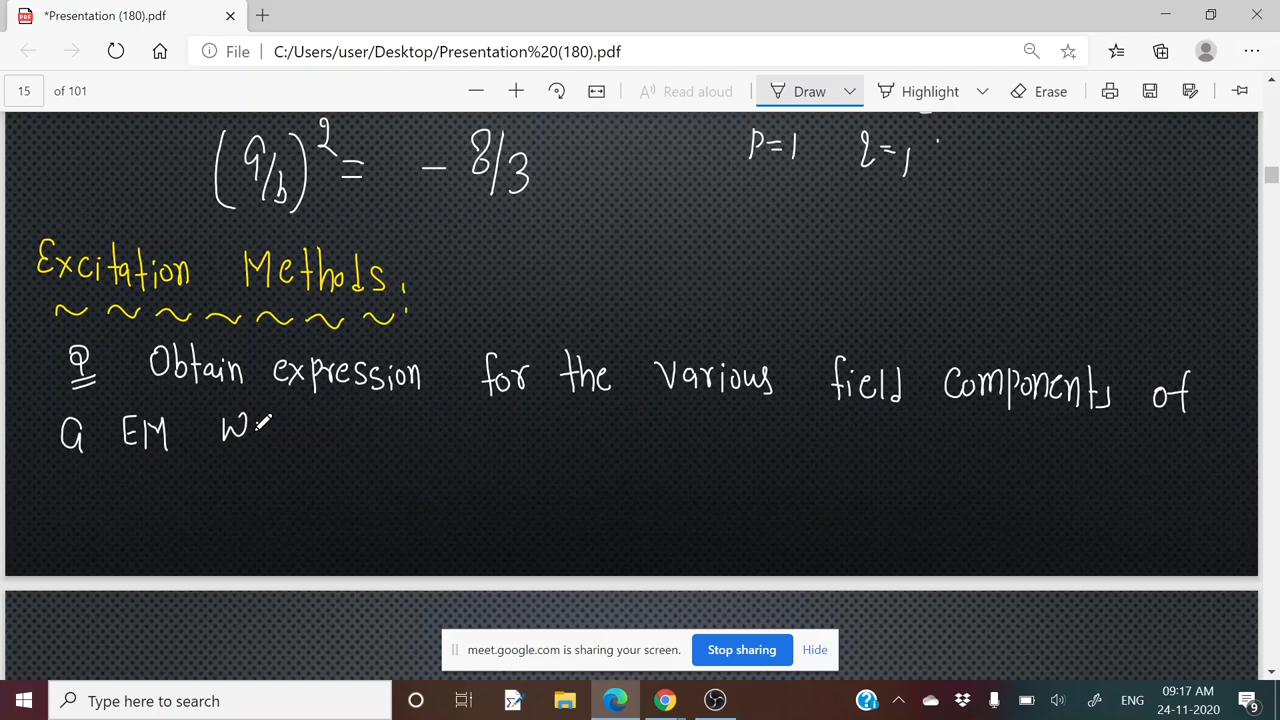 *Presentation (180).pdf
File C:/Users/user/Desktop/Presentation%20(180).pdf
15 of 101 Read aloud Draw Highlight Erase
(a/b)² = - 8/3 p=1 q=1
Excitation Methods:
Q Obtain expression for the various field components of
a EM W
meet.google.com is sharing your screen. Stop sharing Hide
Type here to search
ENG 09:17 AM
24-11-2020
9